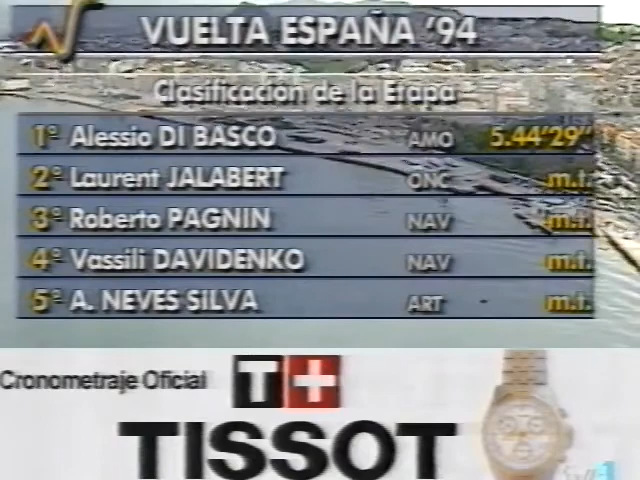 VUELTA ESPAÑA '94
Clasificación de la Etapa
1º Alessio DI BASCO AMO 5.44'29"
2º Laurent JALABERT ONC m.t.
3º Roberto PAGNIN NAV m.t.
4º Vassili DAVIDENKO NAV m.t.
5º A. NEVES SILVA ART m.t.
Cronometraje Oficial T+
TISSOT